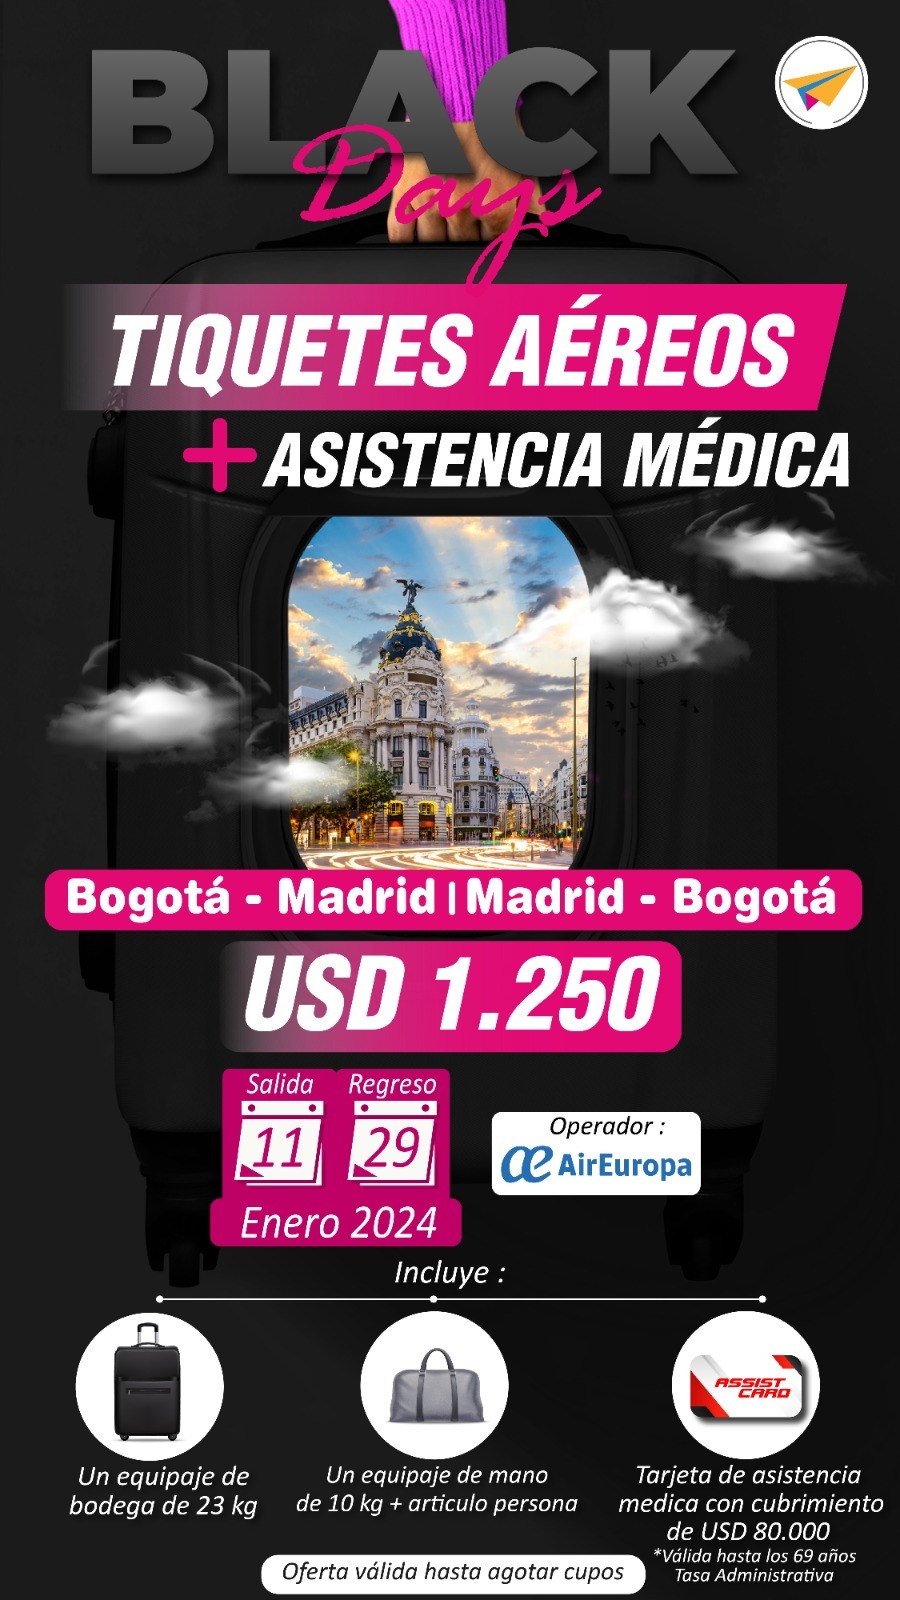 BLACK
Days
TIQUETES AÉREOS
+ ASISTENCIA MÉDICA
Bogotá - Madrid | Madrid - Bogotá
USD 1.250
Salida Regreso
11 29
Enero 2024
Operador :
AirEuropa
Incluye :
ASSIST
CARD
Un equipaje de
bodega de 23 kg
Un equipaje de mano
de 10 kg + articulo persona
Tarjeta de asistencia
medica con cubrimiento
de USD 80.000
*Válida hasta los 69 años
Tasa Administrativa
Oferta válida hasta agotar cupos